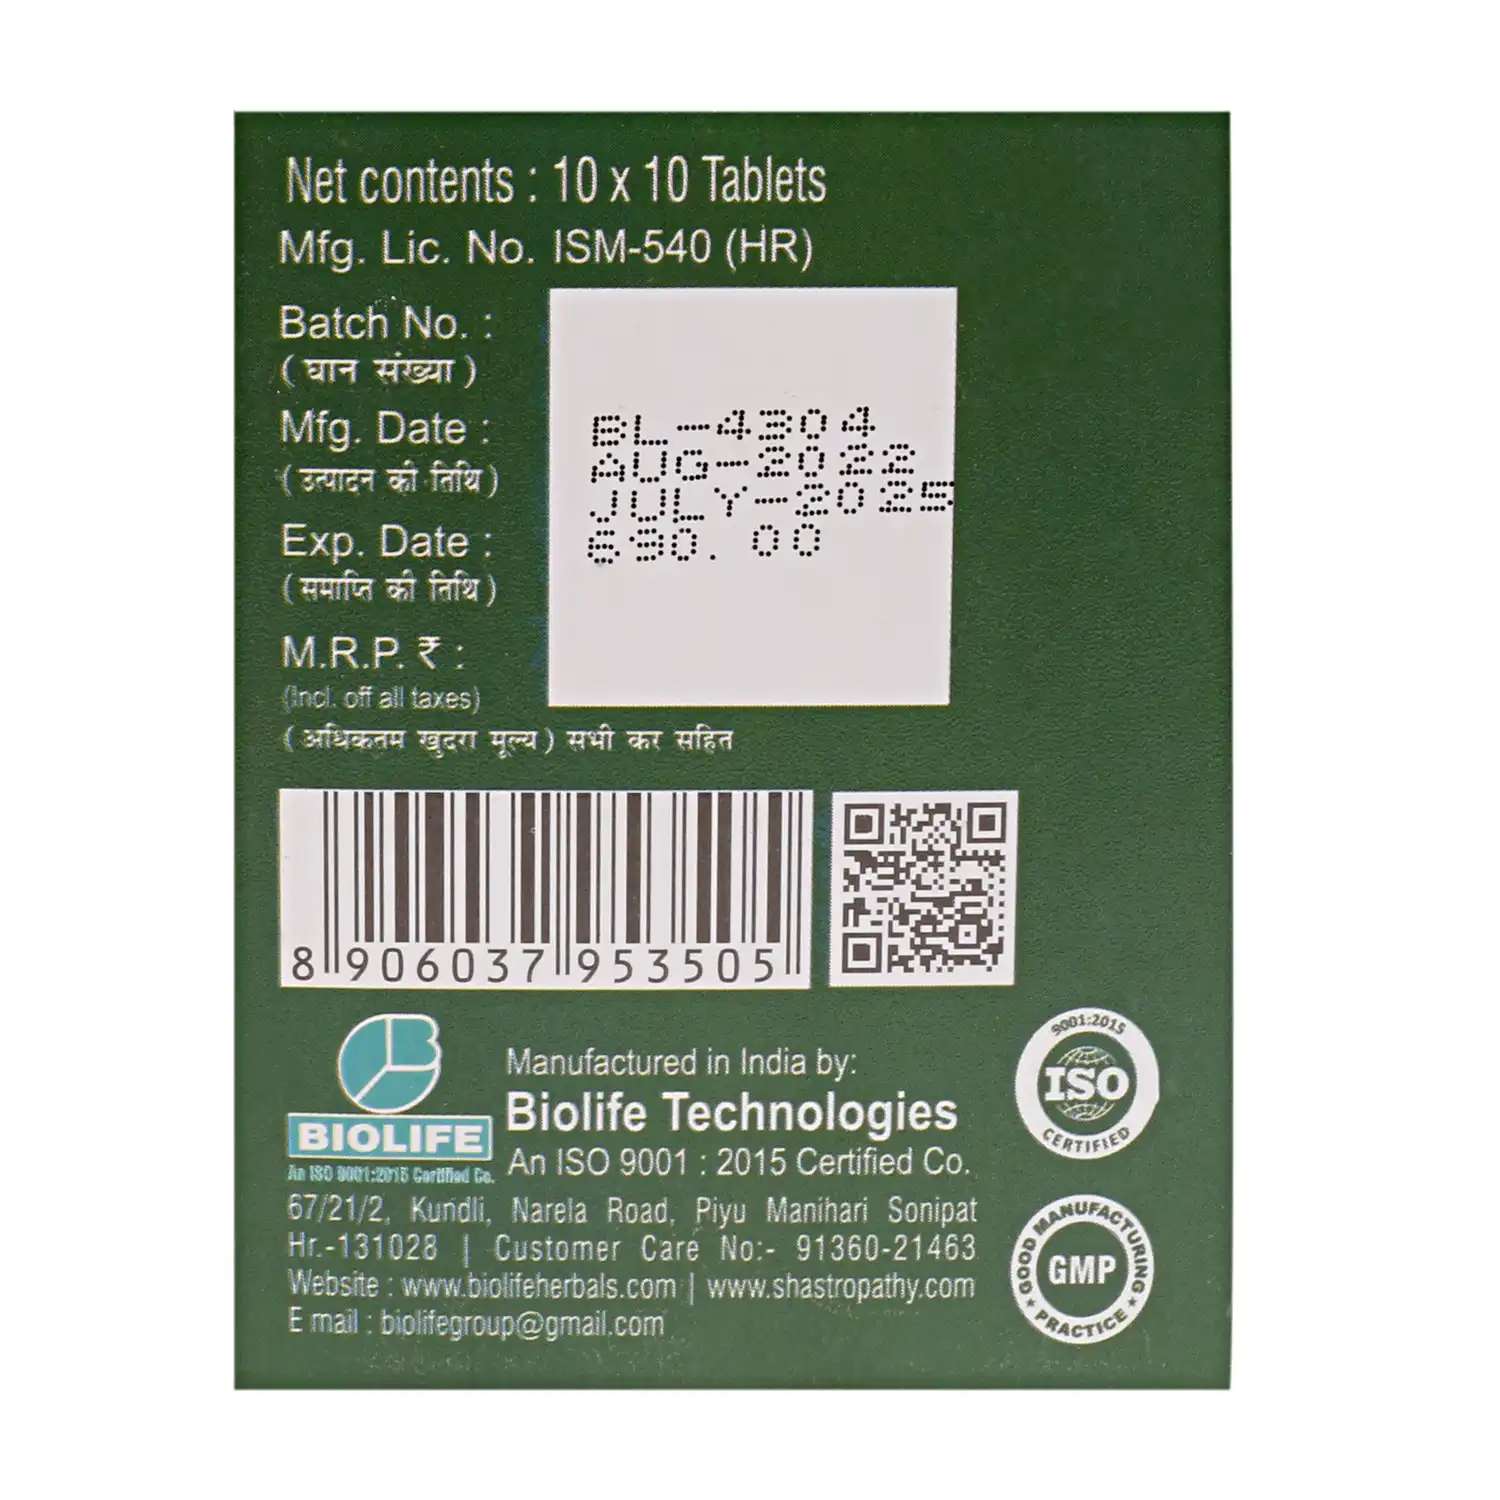 Net contents : 10 x 10 Tablets
Mfg. Lic. No. ISM-540 (HR)
Batch No. :
( घान संख्या )
Mfg. Date :
( उत्पादन की तिथि )
Exp. Date :
( समाप्ति की तिथि )
M.R.P. ₹ :
(Incl. off all taxes)
( अधिकतम खुदरा मूल्य ) सभी कर सहित
BL-4304
AUG-2022
JULY-2025
690.00
8 906037 953505
BIOLIFE
An ISO 9001:2015 Certified Co.
Manufactured in India by:
Biolife Technologies
An ISO 9001 : 2015 Certified Co.
67/21/2, Kundli, Narela Road, Piyu Manihari Sonipat
Hr.-131028 | Customer Care No:- 91360-21463
Website : www.biolifeherbals.com | www.shastropathy.com
E mail : biolifegroup@gmail.com
9001:2015
ISO
CERTIFIED
GOOD MANUFACTURING
GMP
PRACTICE